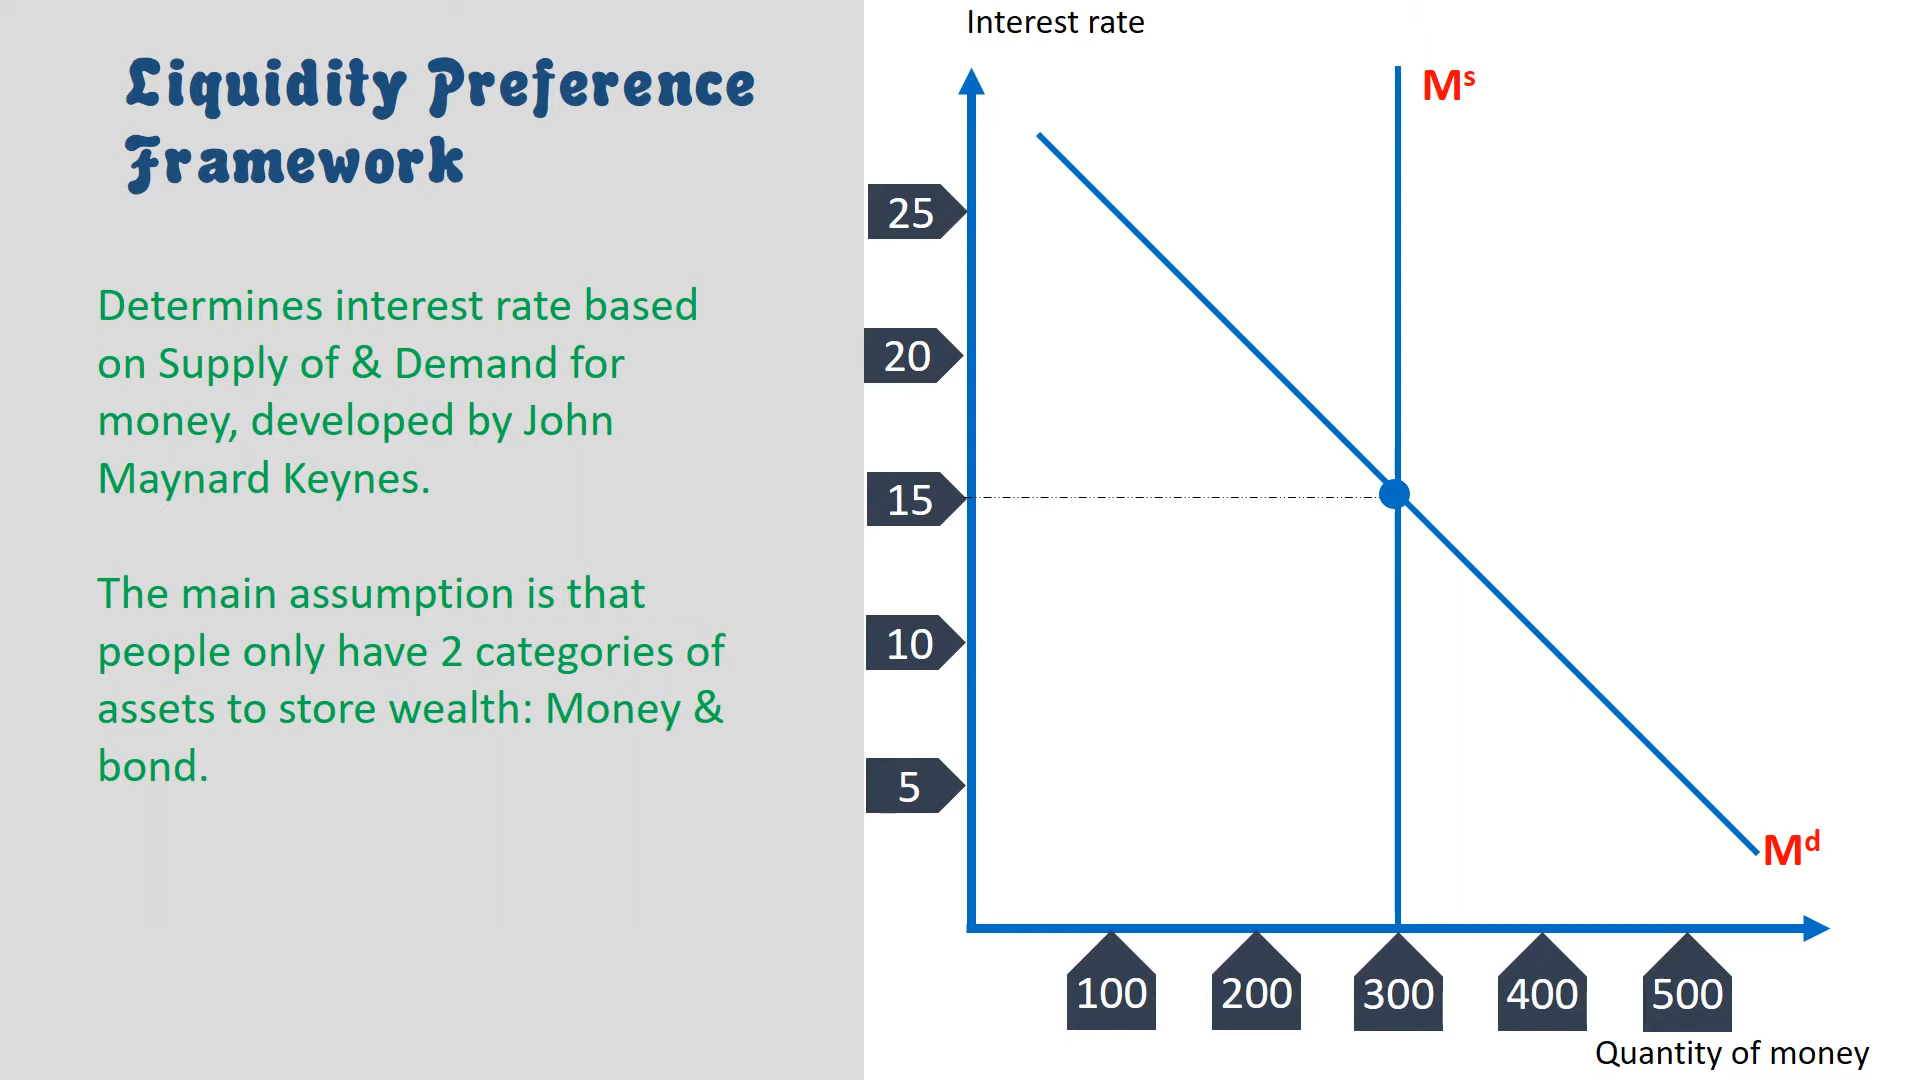 Liquidity Preference
Framework
Determines interest rate based
on Supply of & Demand for
money, developed by John
Maynard Keynes.
The main assumption is that
people only have 2 categories of
assets to store wealth: Money &
bond.
Interest rate
Mˢ
25
20
15
10
5
Mᵈ
100 200 300 400 500
Quantity of money